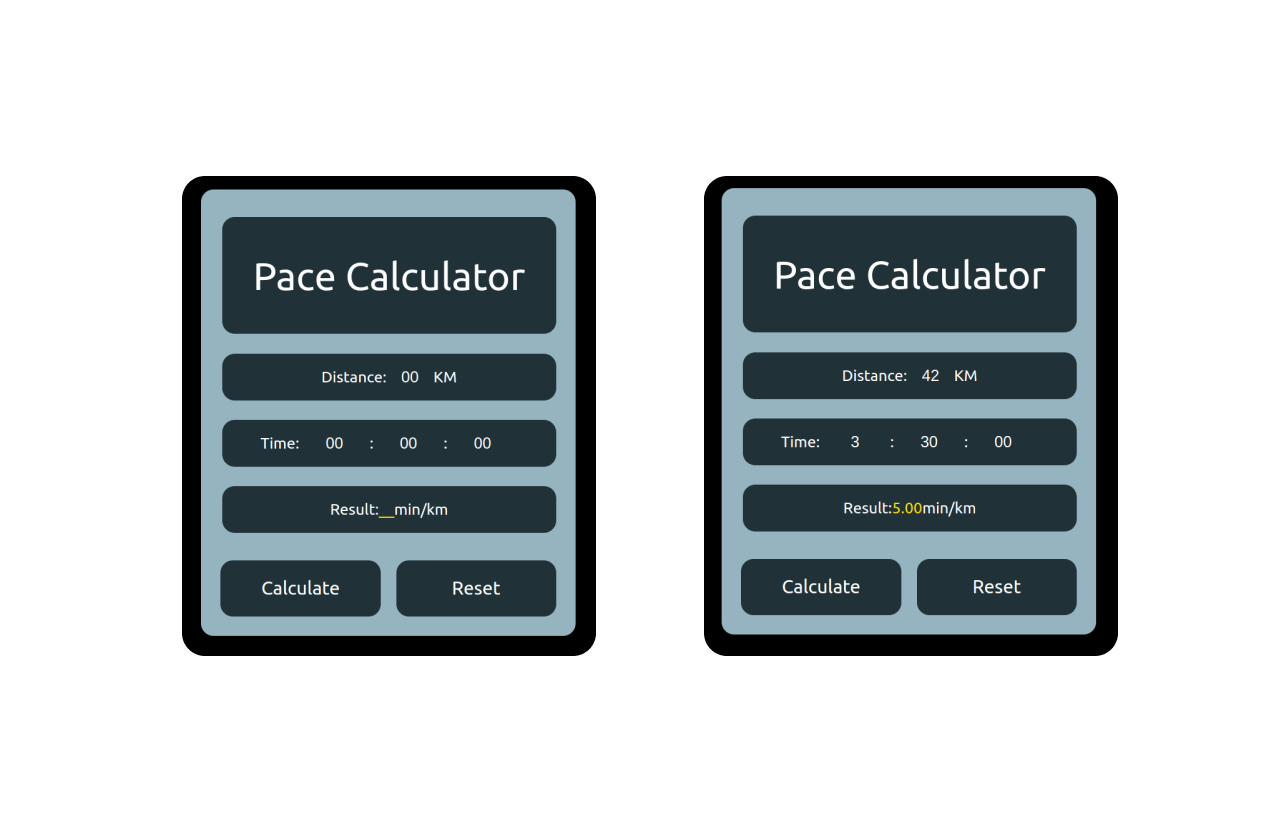 Pace Calculator
Distance: 00 KM
Time: 00 : 00 : 00
Result:__min/km
Calculate Reset
Pace Calculator
Distance: 42 KM
Time: 3 : 30 : 00
Result:5.00min/km
Calculate Reset